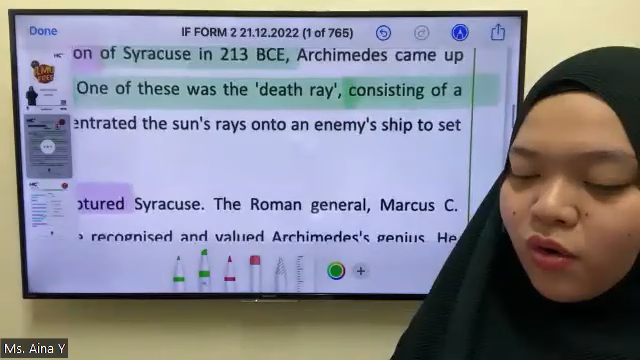 Done
IF FORM 2 21.12.2022 (1 of 765)
on of Syracuse in 213 BCE, Archimedes came up
One of these was the 'death ray', consisting of a
entrated the sun's rays onto an enemy's ship to set
ptured Syracuse. The Roman general, Marcus C.
recognised and valued Archimedes's genius. He
Ms. Aina Y